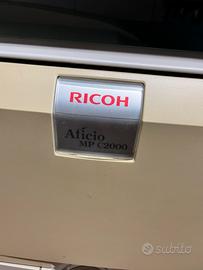 RICOH
Aficio
MP C2000
subito